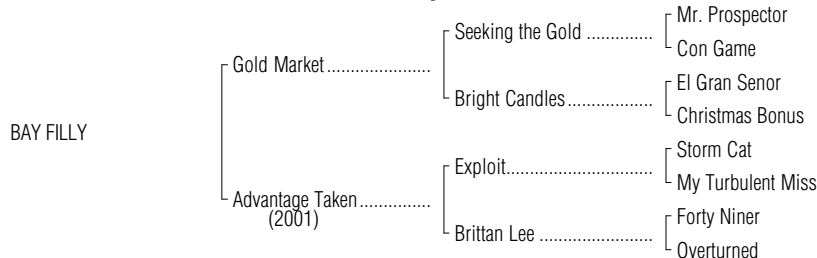 Mr. Prospector
Seeking the Gold ..............
Con Game
Gold Market.......................
El Gran Senor
Bright Candles...................
Christmas Bonus
BAY FILLY
Storm Cat
Exploit................................
My Turbulent Miss
Advantage Taken................
(2001)
Forty Niner
Brittan Lee .........................
Overturned